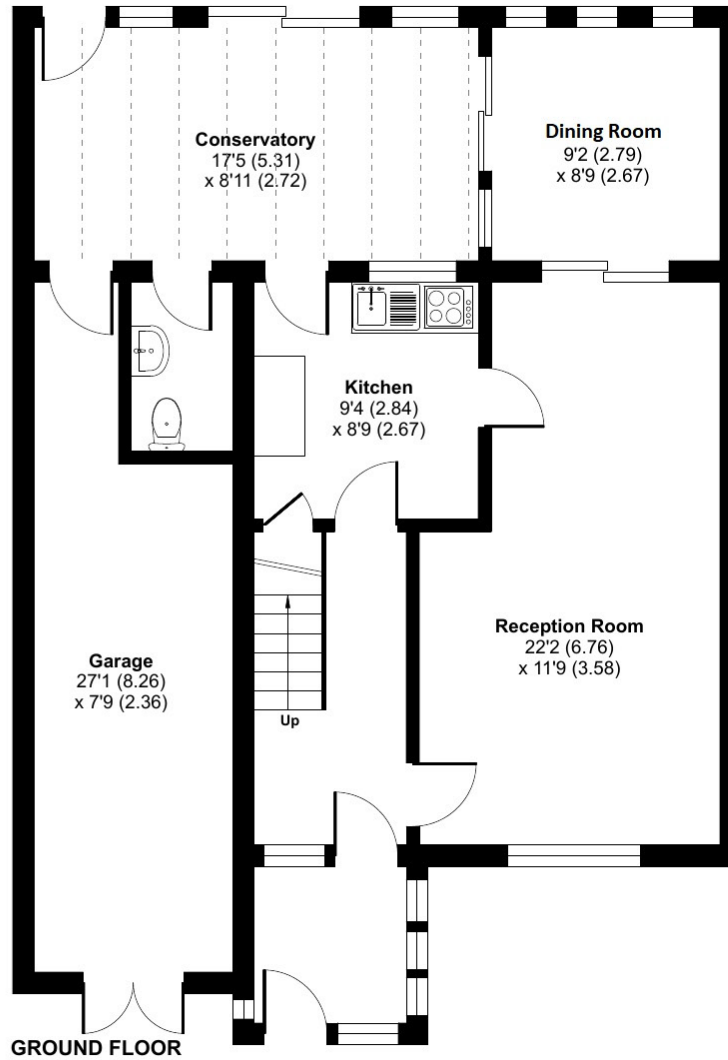 Conservatory
17'5 (5.31)
x 8'11 (2.72)
Dining Room
9'2 (2.79)
x 8'9 (2.67)
Kitchen
9'4 (2.84)
x 8'9 (2.67)
Reception Room
22'2 (6.76)
x 11'9 (3.58)
Garage
27'1 (8.26)
x 7'9 (2.36)
Up
GROUND FLOOR